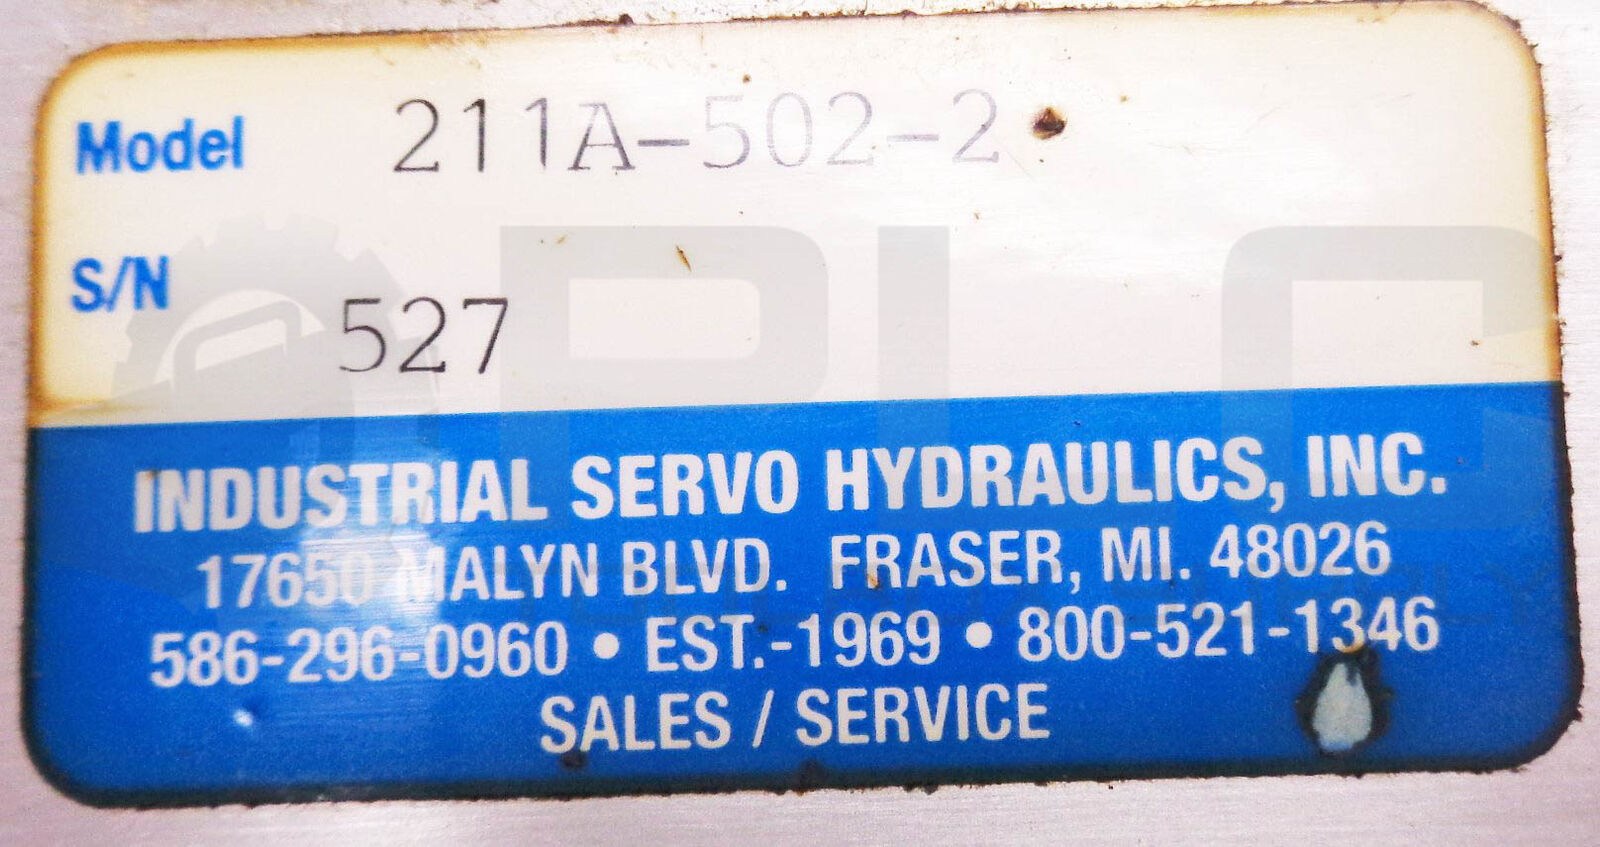 Model 211A-502-2
S/N 527
INDUSTRIAL SERVO HYDRAULICS, INC.
17650 MALYN BLVD. FRASER, MI. 48026
586-296-0960 • EST.-1969 • 800-521-1346
SALES / SERVICE
PLC